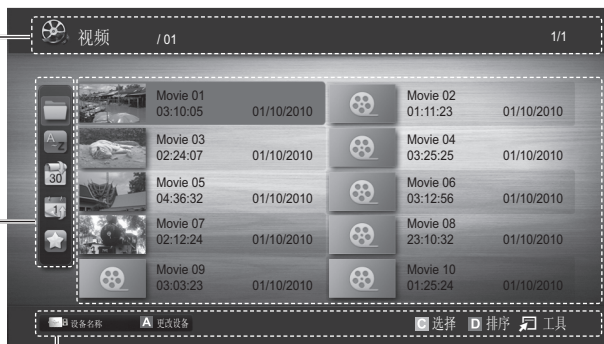 视频 / 01 1/1
Movie 01
03:10:05 01/10/2010
Movie 02
01:11:23 01/10/2010
Movie 03
02:24:07 01/10/2010
Movie 04
03:25:25 01/10/2010
Movie 05
04:36:32 01/10/2010
Movie 06
03:12:56 01/10/2010
Movie 07
02:12:24 01/10/2010
Movie 08
23:10:32 01/10/2010
Movie 09
03:03:23 01/10/2010
Movie 10
01:25:24 01/10/2010
A-Z
30
1
设备名称 A 更改设备 C 选择 D 排序 工具